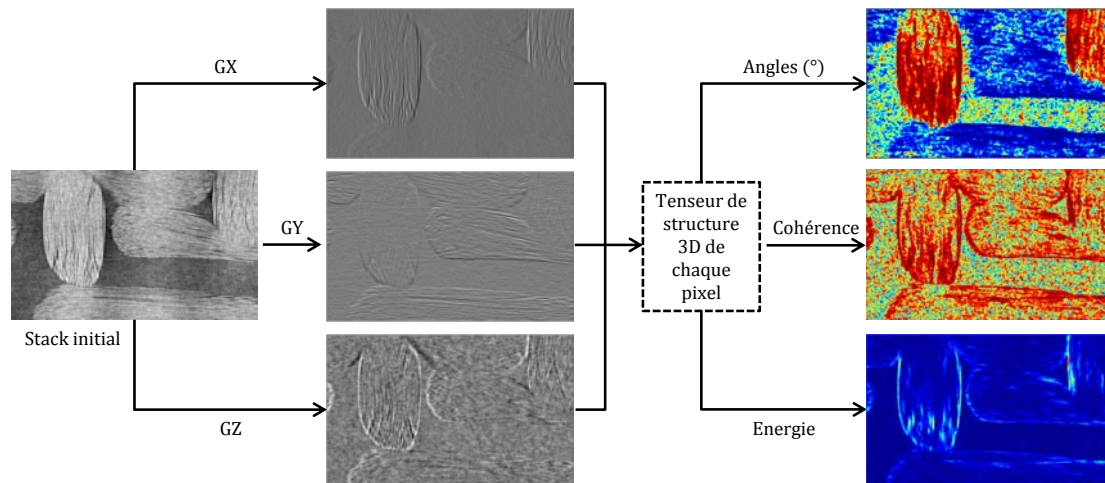 GX
Angles (°)
GY
Tenseur de
structure
3D de
chaque
pixel
Cohérence
Stack initial
GZ
Energie